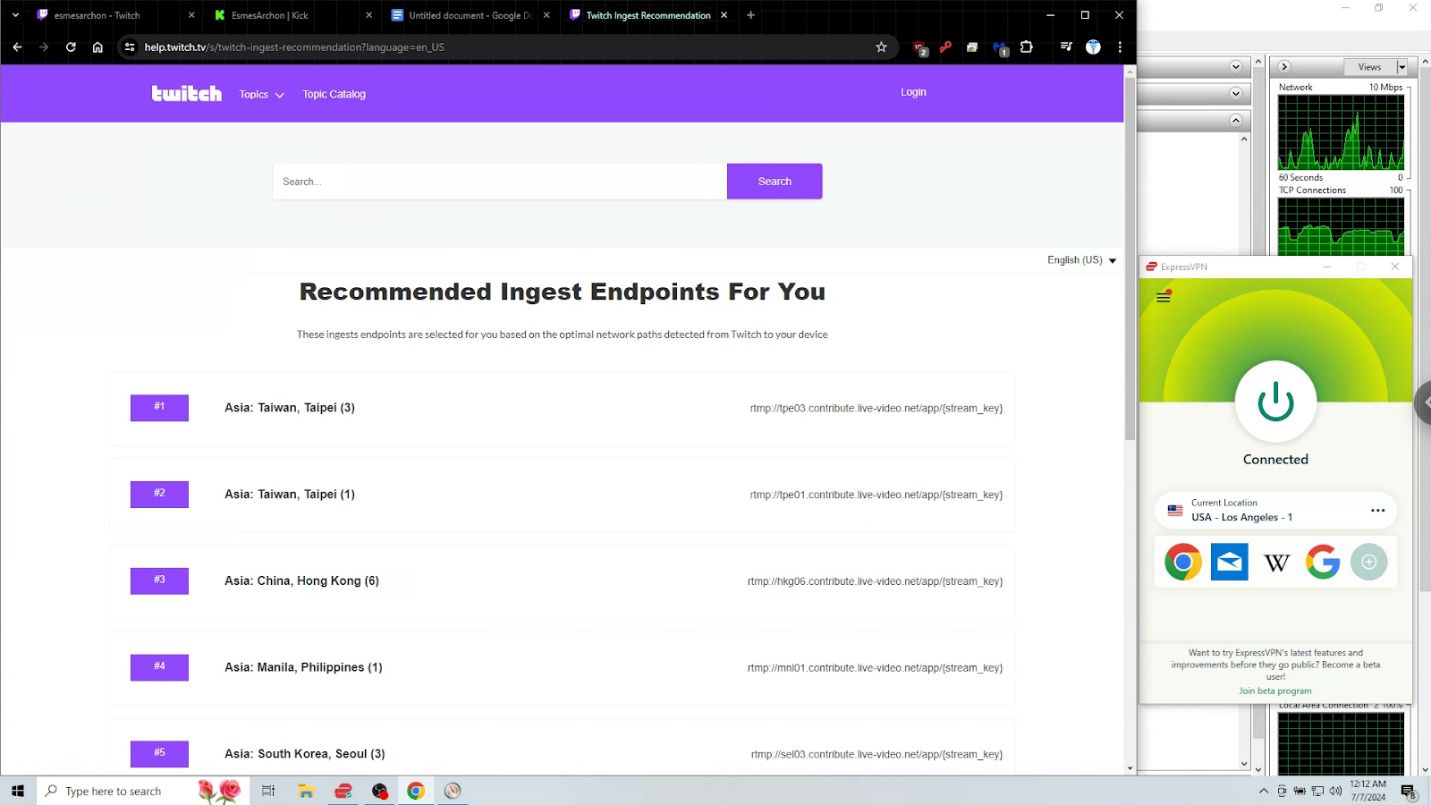 esmesarchon - Twitch
EsmesArchon | Kick
Untitled document - Google D
Twitch Ingest Recommendation
help.twitch.tv/s/twitch-ingest-recommendation?language=en_US
2
1
twitch
Topics
Topic Catalog
Login
Search...
Search
English (US)
Recommended Ingest Endpoints For You
These ingests endpoints are selected for you based on the optimal network paths detected from Twitch to your device
#1
Asia: Taiwan, Taipei (3)
rtmp://tpe03.contribute.live-video.net/app/{stream_key}
#2
Asia: Taiwan, Taipei (1)
rtmp://tpe01.contribute.live-video.net/app/{stream_key}
#3
Asia: China, Hong Kong (6)
rtmp://hkg06.contribute.live-video.net/app/{stream_key}
#4
Asia: Manila, Philippines (1)
rtmp://mnl01.contribute.live-video.net/app/{stream_key}
#5
Asia: South Korea, Seoul (3)
rtmp://sel03.contribute.live-video.net/app/{stream_key}
Views
Network
10 Mbps
60 Seconds
0
TCP Connections
100
ExpressVPN
Connected
Current Location
USA - Los Angeles - 1
W
G
Want to try ExpressVPN's latest features and
improvements before they go public? Become a beta
user!
Join beta program
Local Area Connection* 2 100%
Type here to search
12:12 AM
7/7/2024
8